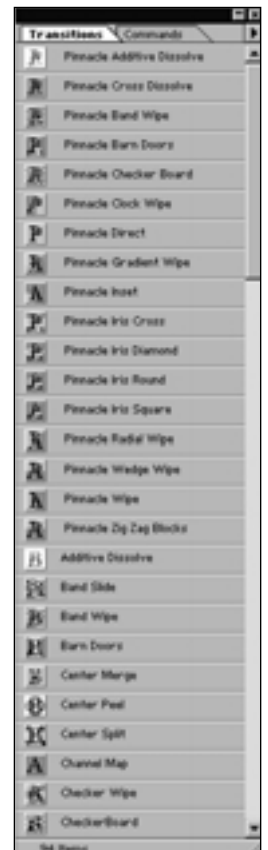 Transitions Commands
Pinnacle Additive Dissolve
Pinnacle Cross Dissolve
Pinnacle Band Wipe
Pinnacle Barn Doors
Pinnacle Checker Board
Pinnacle Clock Wipe
Pinnacle Direct
Pinnacle Gradient Wipe
Pinnacle Inset
Pinnacle Iris Cross
Pinnacle Iris Diamond
Pinnacle Iris Round
Pinnacle Iris Square
Pinnacle Radial Wipe
Pinnacle Wedge Wipe
Pinnacle Wipe
Pinnacle Zig Zag Blocks
Additive Dissolve
Band Slide
Band Wipe
Barn Doors
Center Merge
Center Peel
Center Split
Channel Map
Checker Wipe
CheckerBoard
Items